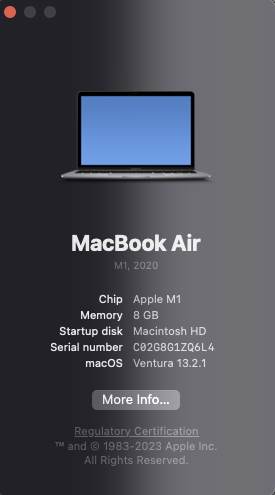 MacBook Air
M1, 2020
Chip Apple M1
Memory 8 GB
Startup disk Macintosh HD
Serial number C02G8G1ZQ6L4
macOS Ventura 13.2.1
More Info...
Regulatory Certification
™ and © 1983-2023 Apple Inc.
All Rights Reserved.